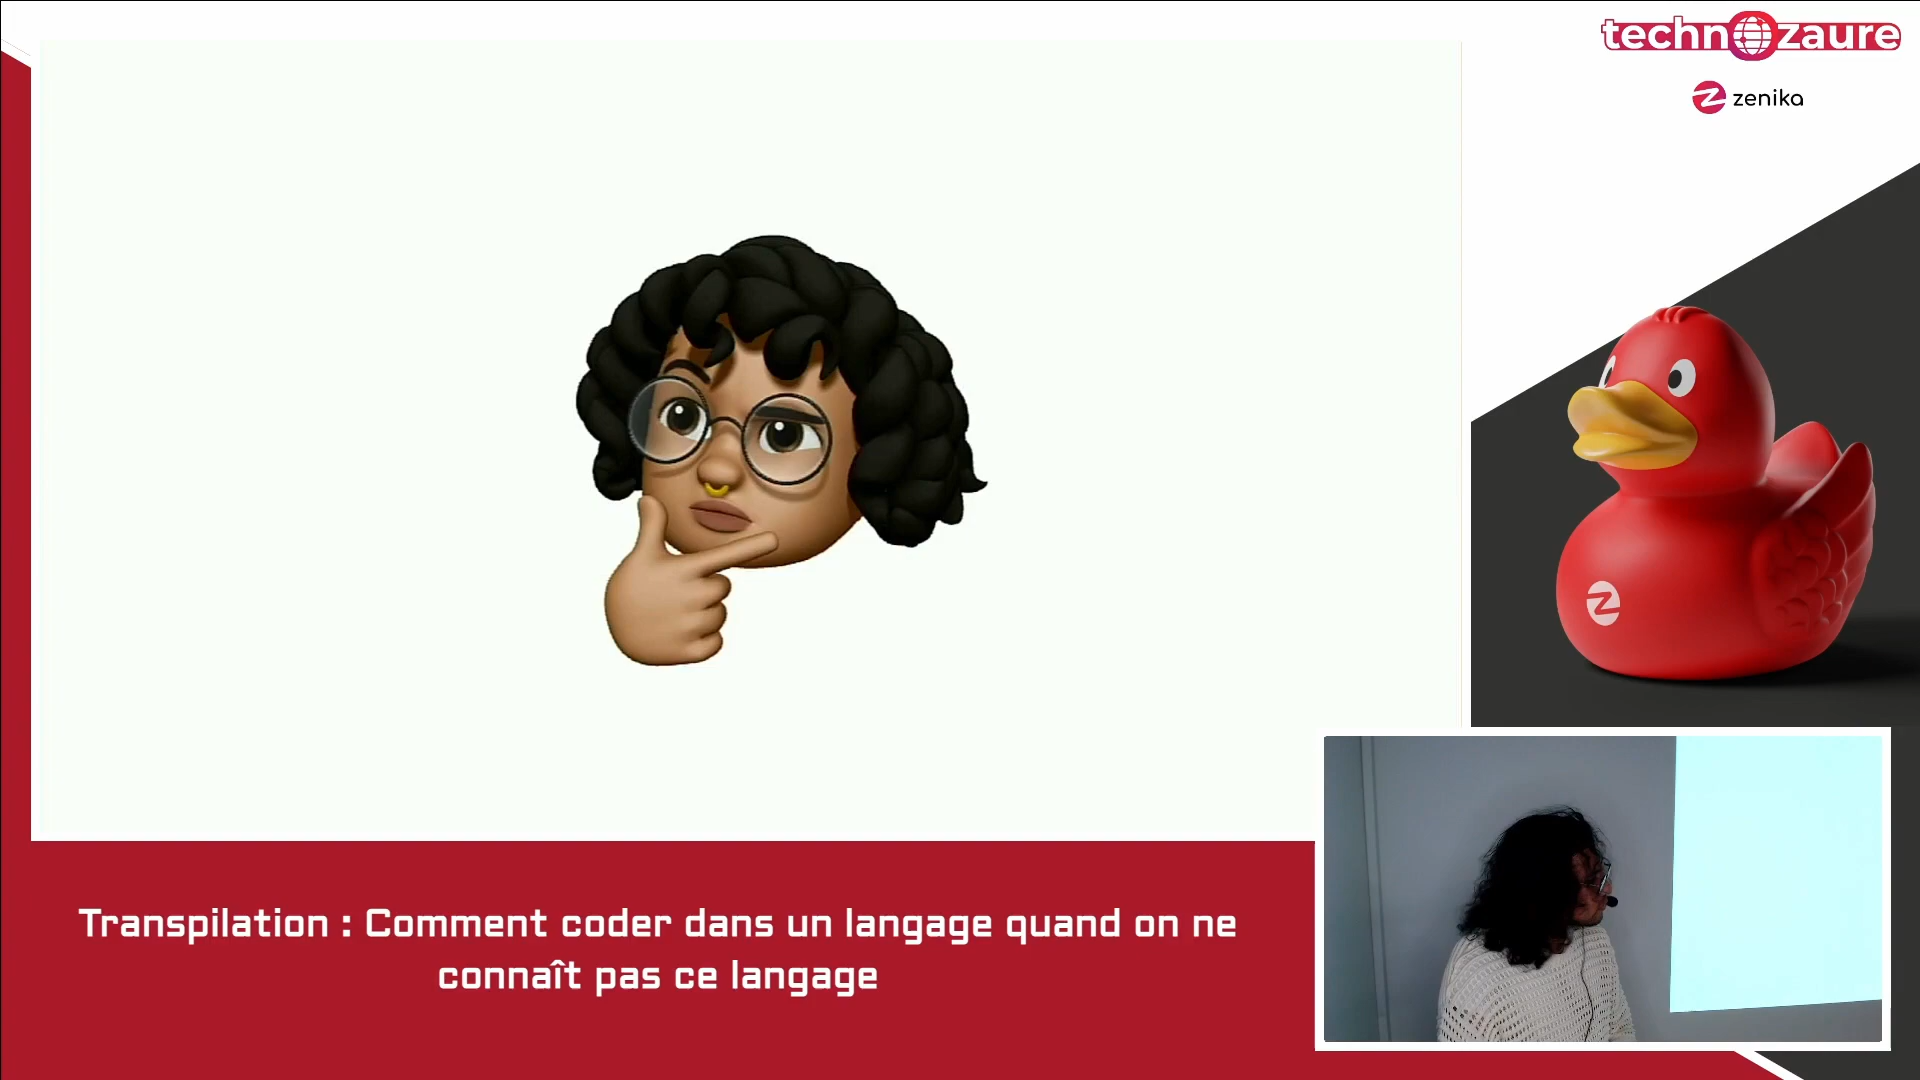 technozaure
zenika
Transpilation : Comment coder dans un langage quand on ne
connaît pas ce langage